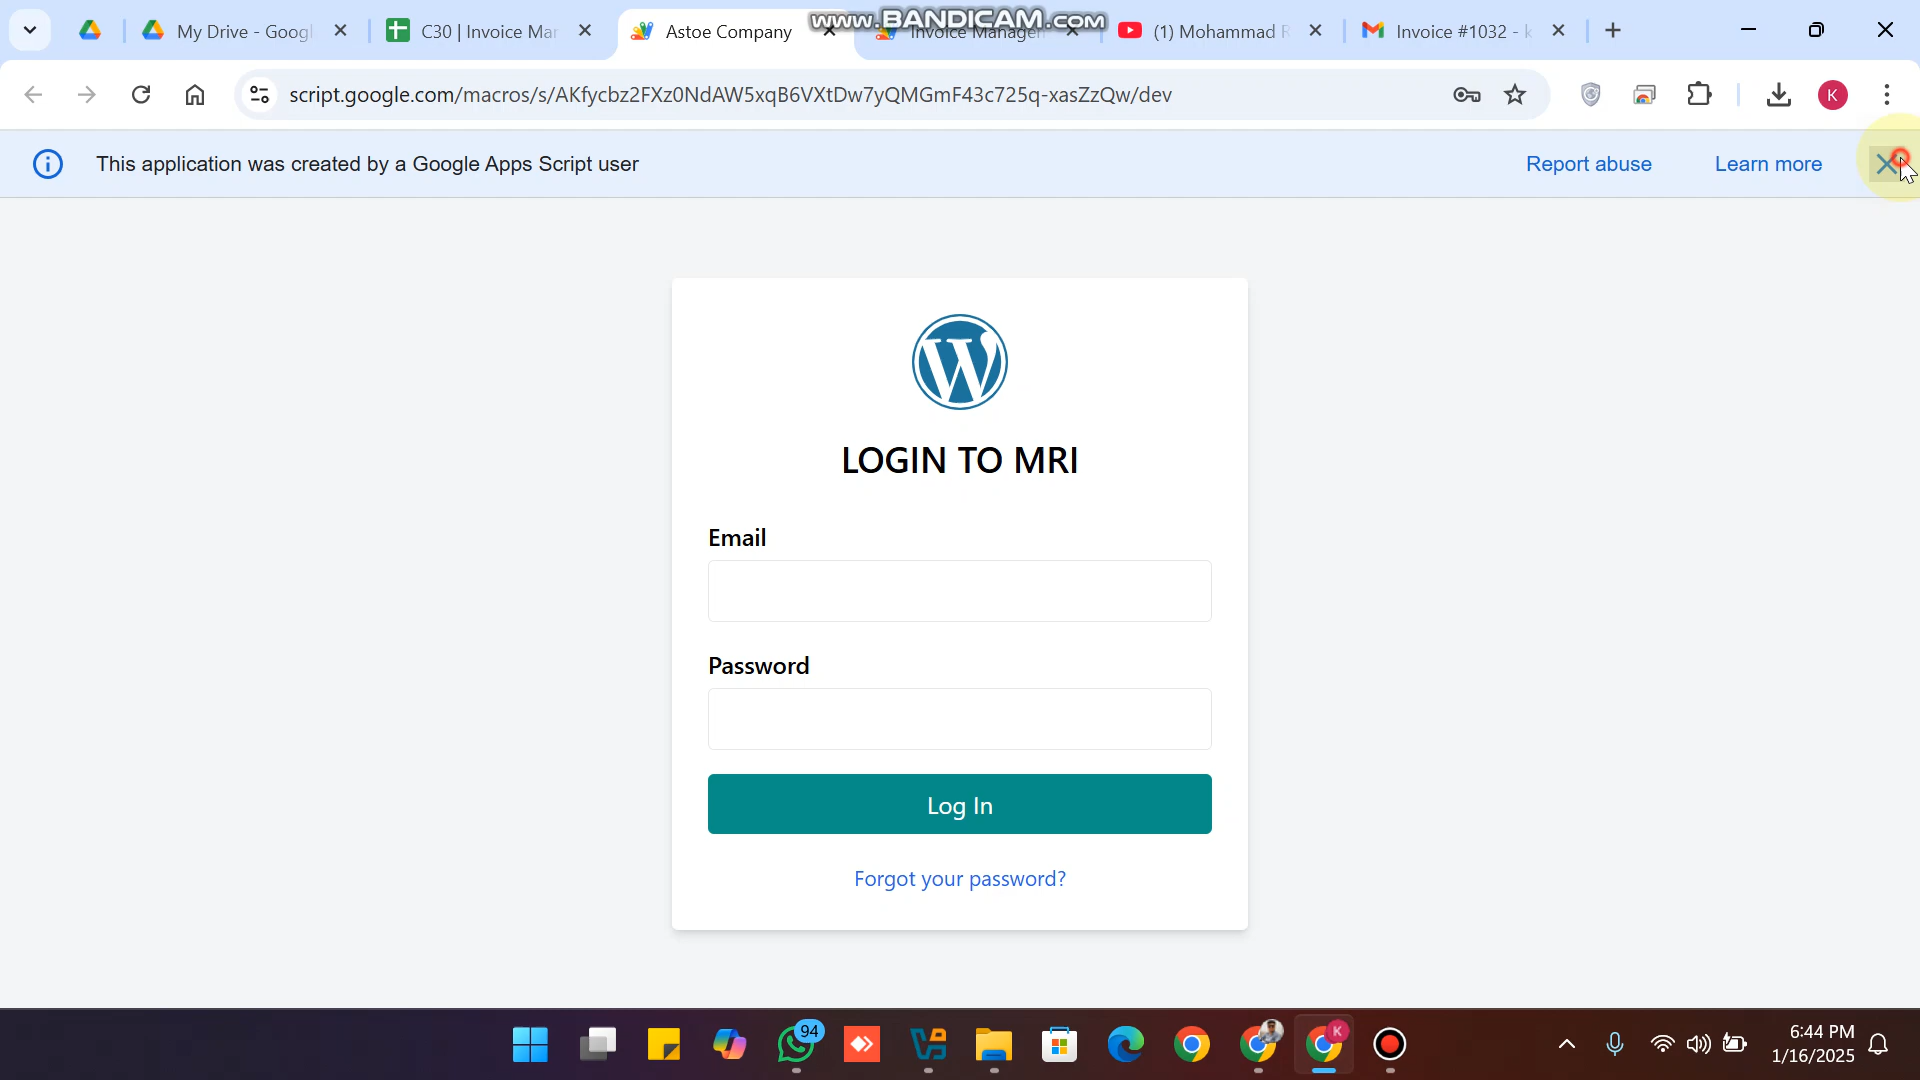 My Drive - Googl
C30 | Invoice Mar
Astoe Company
Invoice Managem
(1) Mohammad R
Invoice #1032 - k
www.BANDICAM.com
script.google.com/macros/s/AKfycbz2FXz0NdAW5xqB6VXtDw7yQMGmF43c725q-xasZzQw/dev
K
This application was created by a Google Apps Script user
Report abuse
Learn more
LOGIN TO MRI
Email
Password
Log In
Forgot your password?
94
K
6:44 PM
1/16/2025